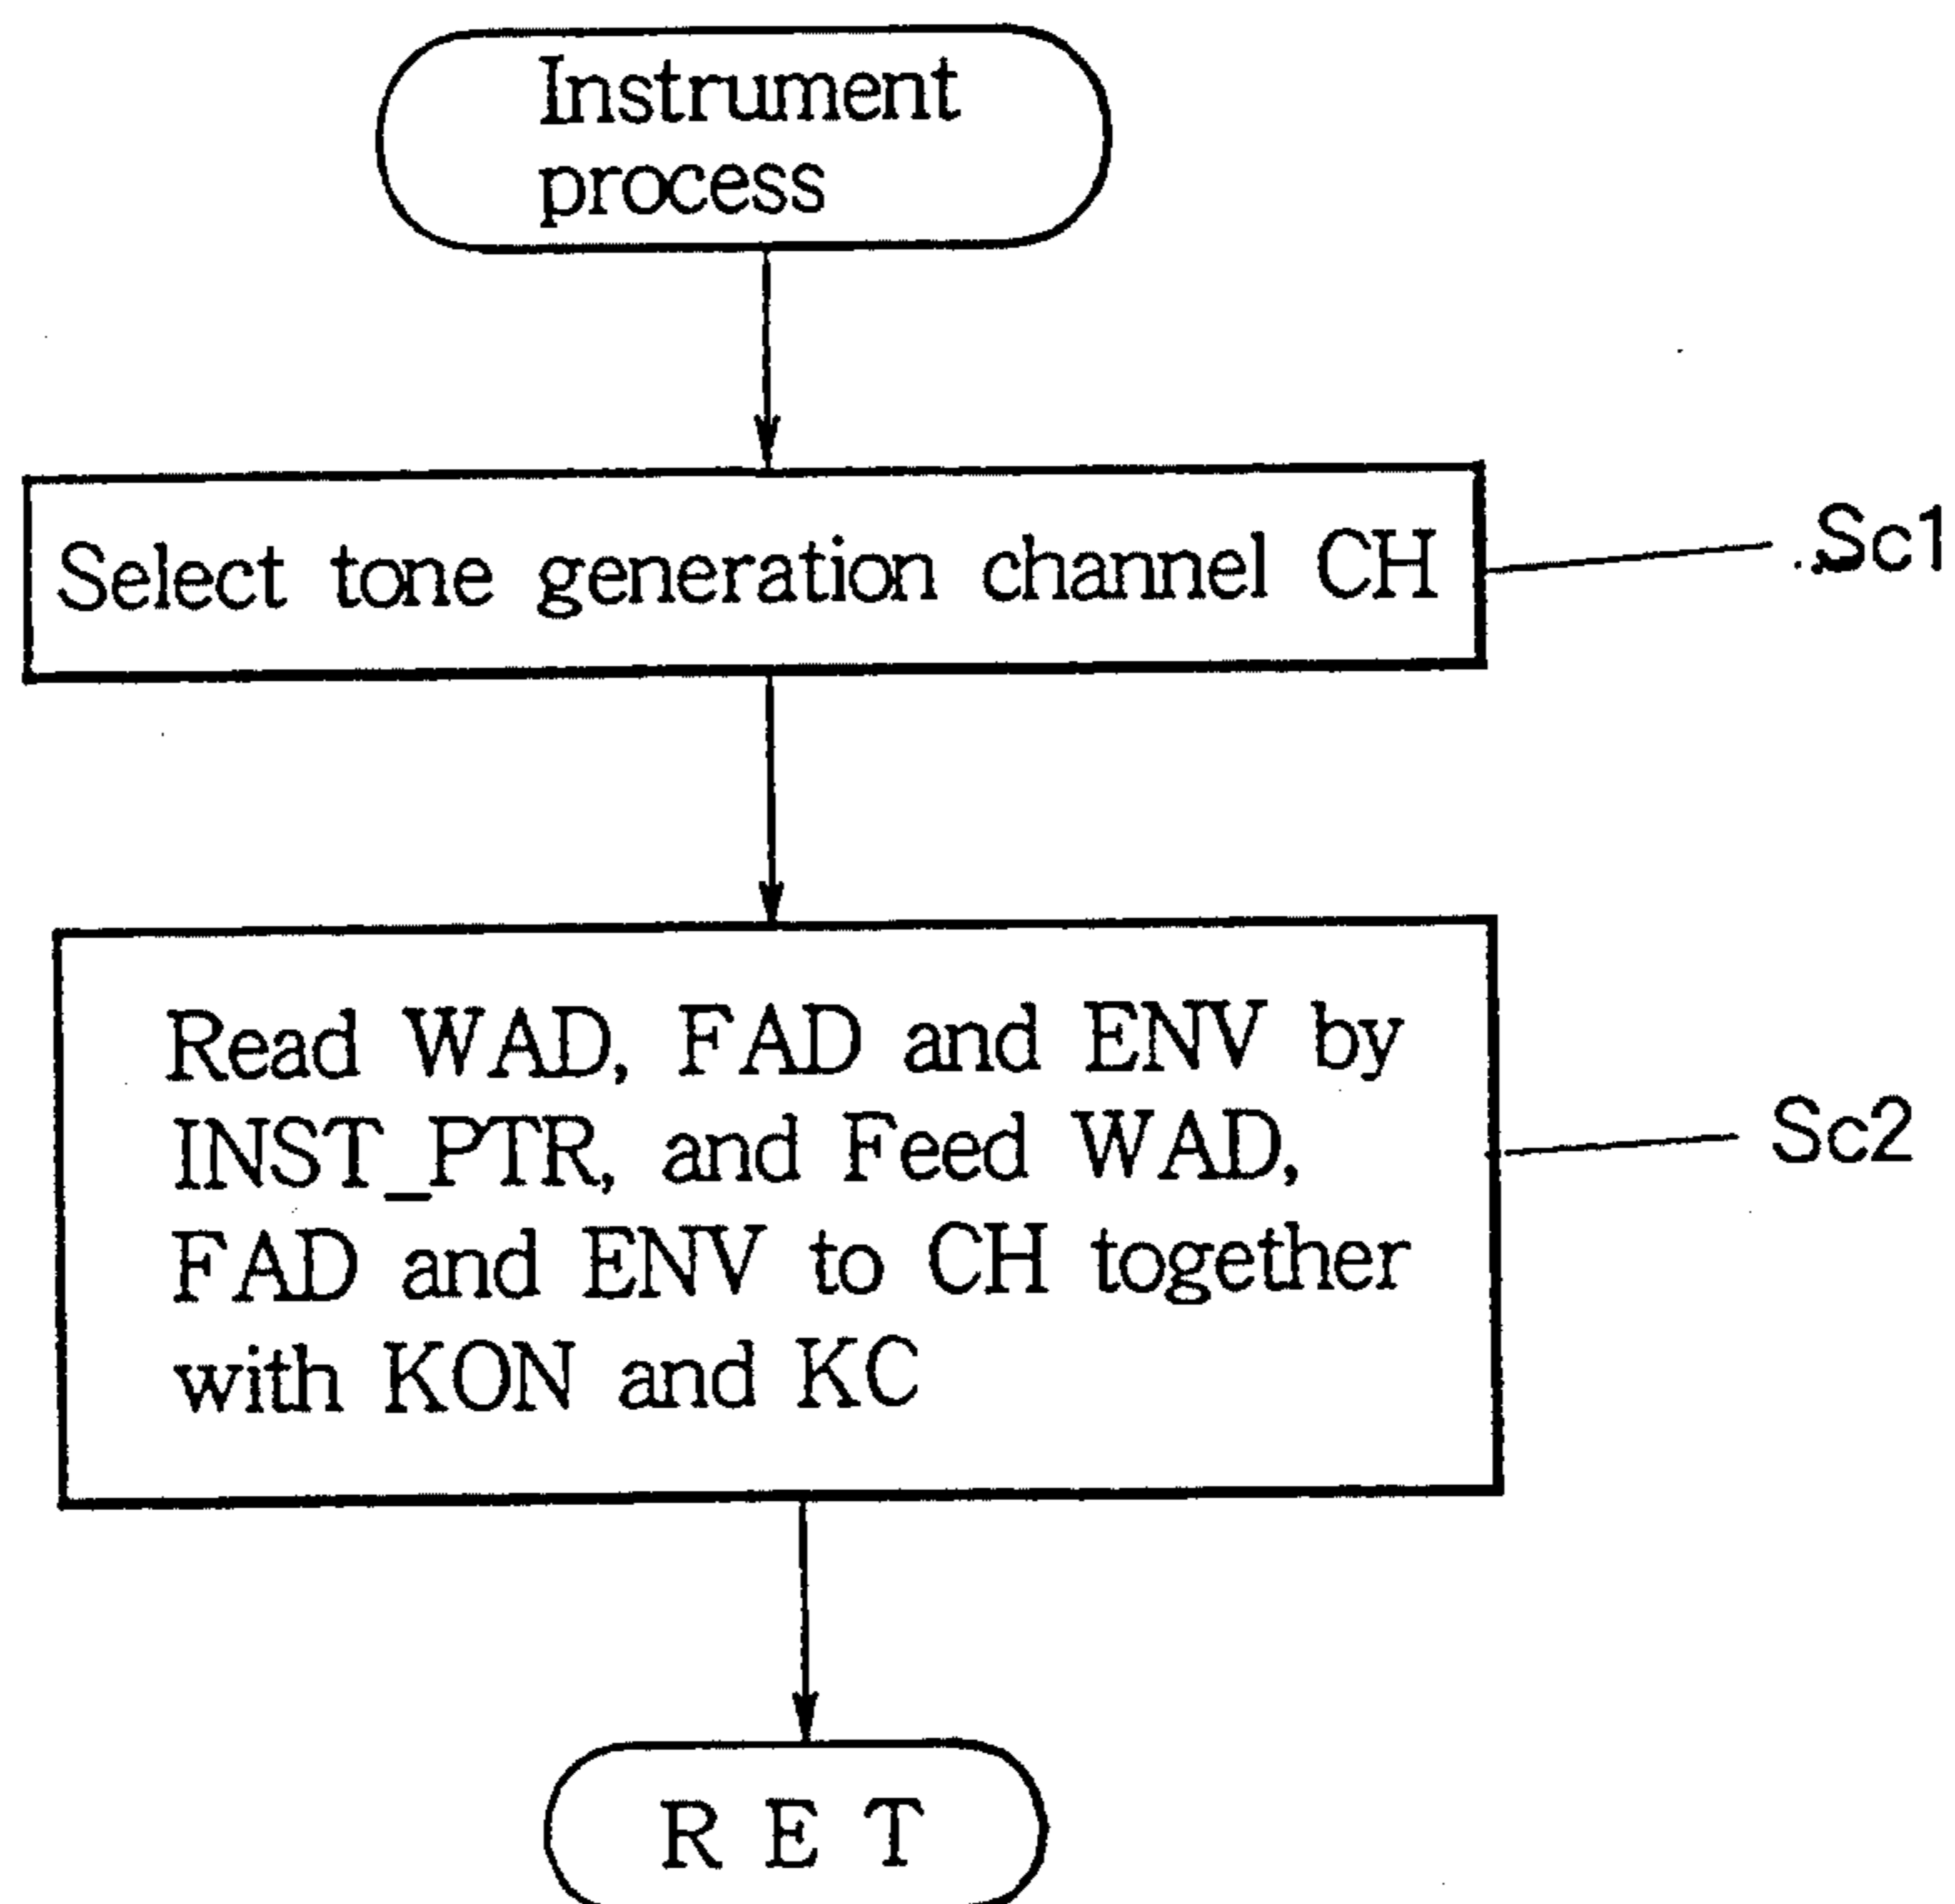 Instrument
process
Select tone generation channel CH
Sc1
Read WAD, FAD and ENV by
INST_PTR, and Feed WAD,
FAD and ENV to CH together
with KON and KC
Sc2
R E T